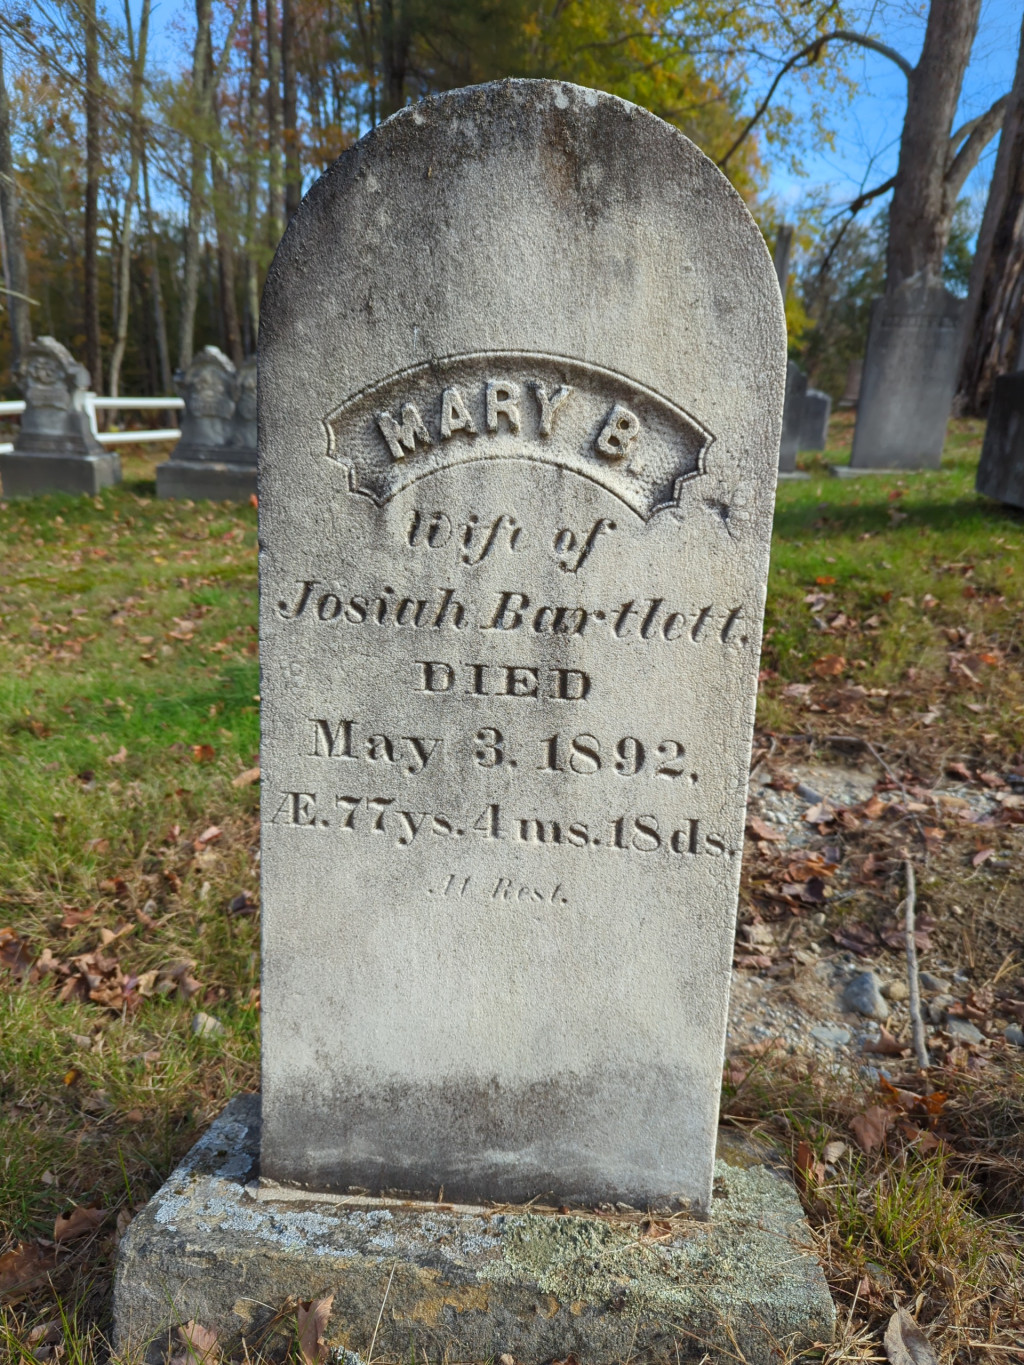 MARY B.
Wife of
Josiah Bartlett.
DIED
May 3, 1892,
Æ. 77 ys. 4 ms. 18 ds.
At Rest.